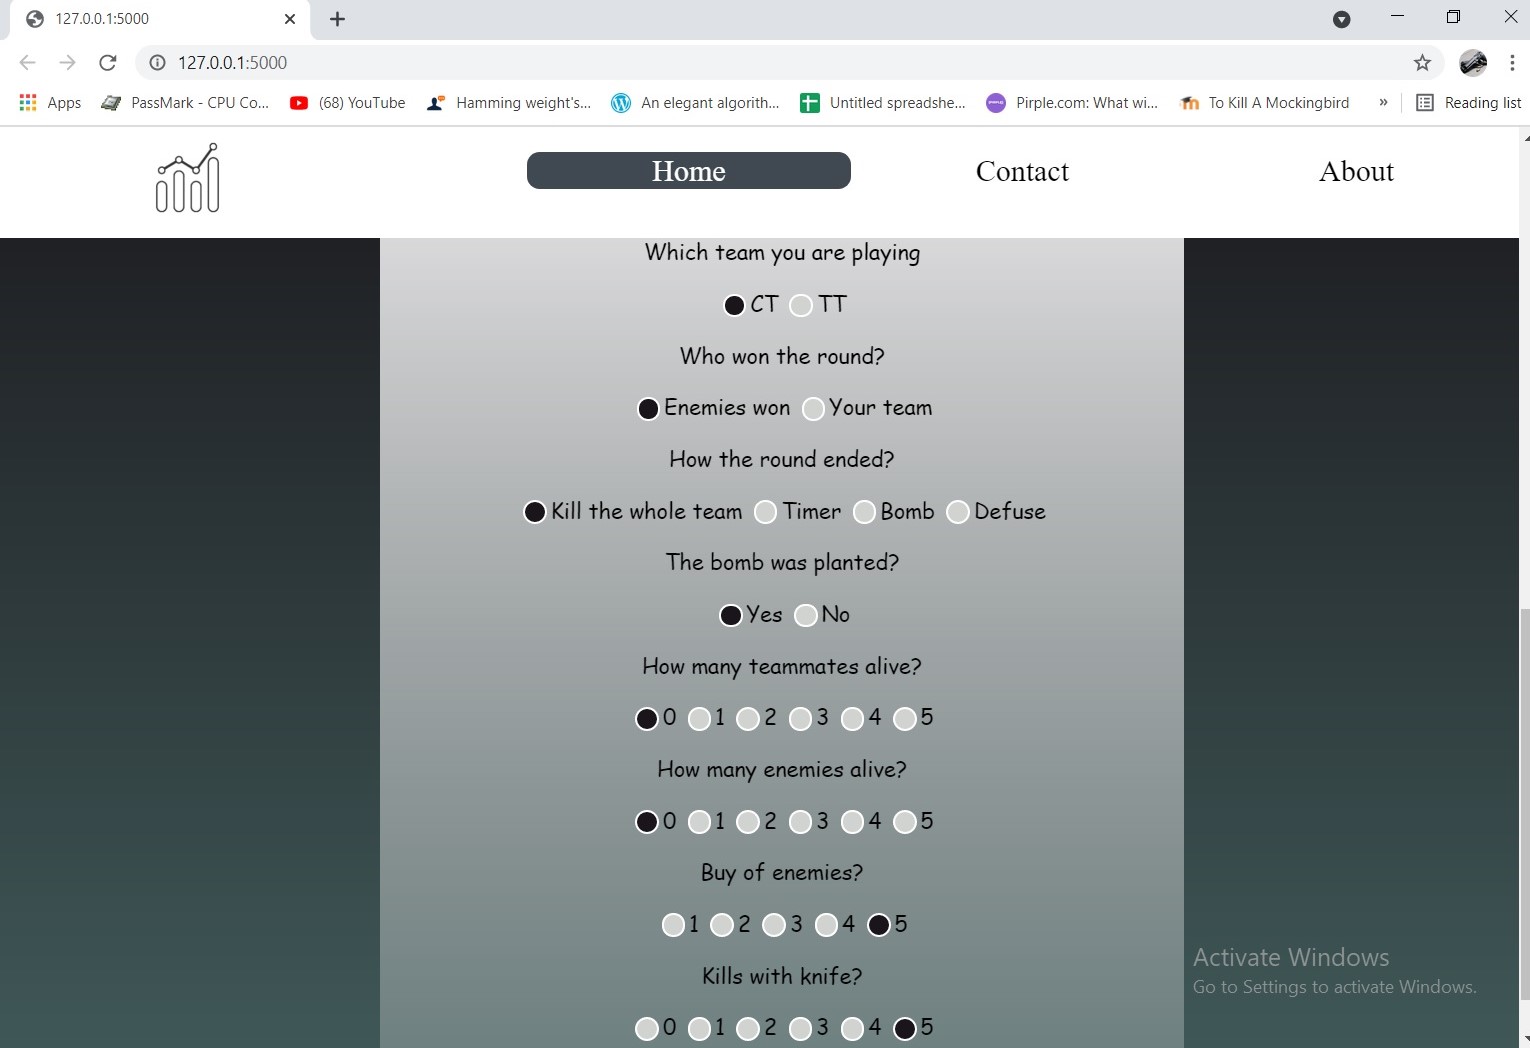 127.0.0.1:5000
127.0.0.1:5000
Apps PassMark - CPU Co... (68) YouTube Hamming weight's... An elegant algorith... Untitled spreadshe... Pirple.com: What wi... To Kill A Mockingbird » Reading list
Home Contact About
Which team you are playing
CT TT
Who won the round?
Enemies won Your team
How the round ended?
Kill the whole team Timer Bomb Defuse
The bomb was planted?
Yes No
How many teammates alive?
0 1 2 3 4 5
How many enemies alive?
0 1 2 3 4 5
Buy of enemies?
1 2 3 4 5
Kills with knife?
0 1 2 3 4 5
Activate Windows
Go to Settings to activate Windows.